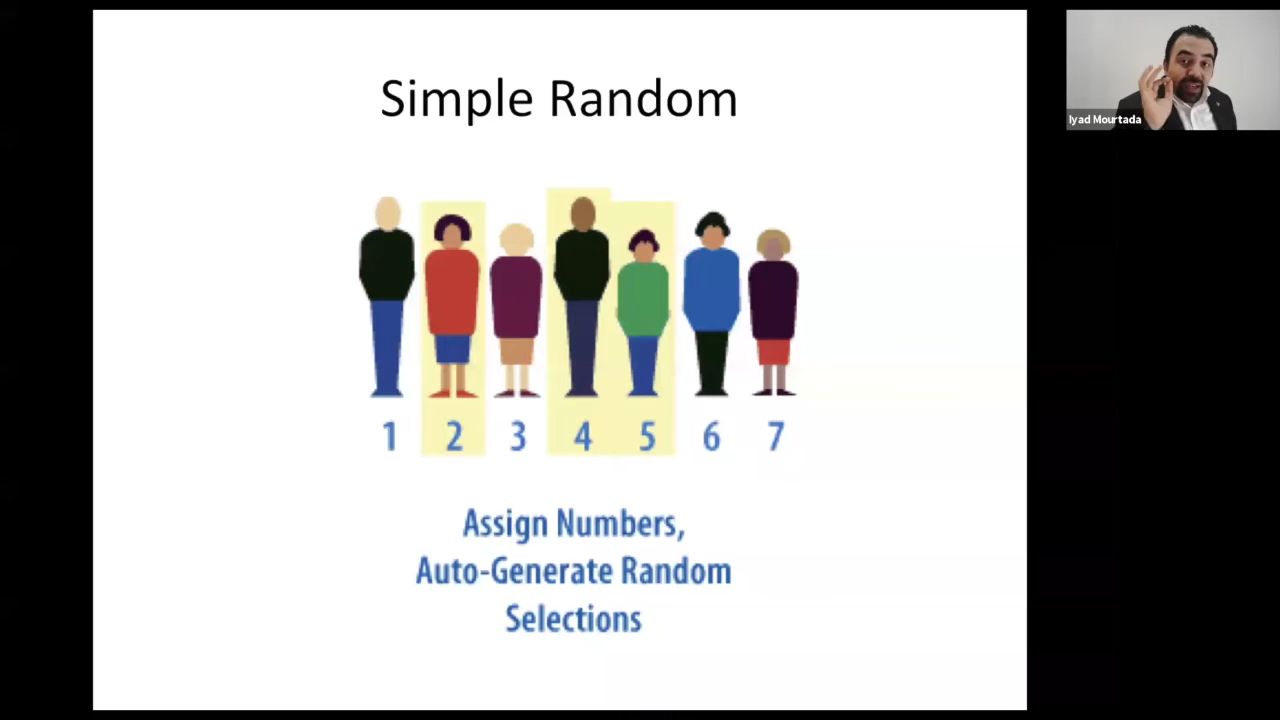 Simple Random
1 2 3 4 5 6 7
Assign Numbers,
Auto-Generate Random
Selections
Iyad Mourtada